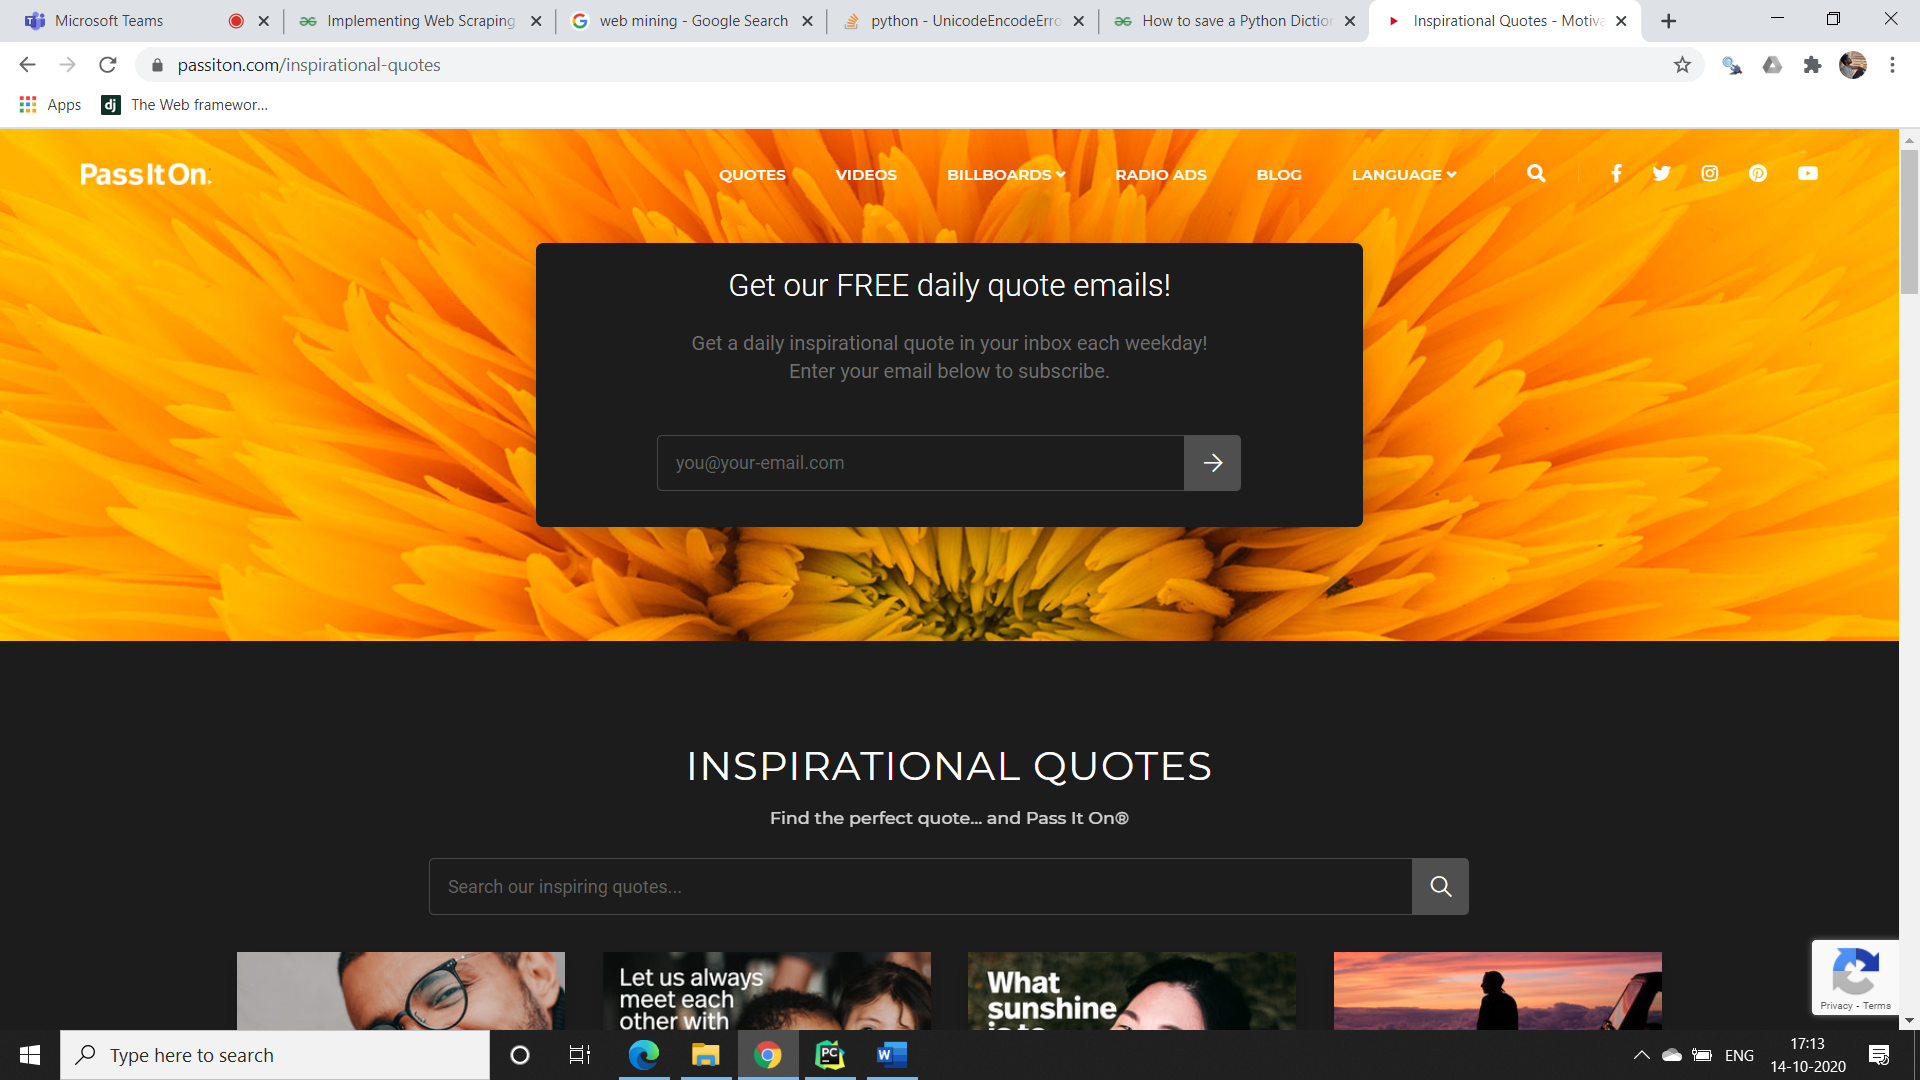 Microsoft Teams
Implementing Web Scraping
web mining - Google Search
python - UnicodeEncodeErro
How to save a Python Dictio
Inspirational Quotes - Motiva
passiton.com/inspirational-quotes
Apps
dj
The Web framewor...
PassItOn.
QUOTES
VIDEOS
BILLBOARDS
RADIO ADS
BLOG
LANGUAGE
Get our FREE daily quote emails!
Get a daily inspirational quote in your inbox each weekday!
Enter your email below to subscribe.
you@your-email.com
INSPIRATIONAL QUOTES
Find the perfect quote... and Pass It On®
Search our inspiring quotes...
Let us always
meet each
other with
What
sunshine
is to
Privacy - Terms
Type here to search
PC
W
ENG
17:13
14-10-2020